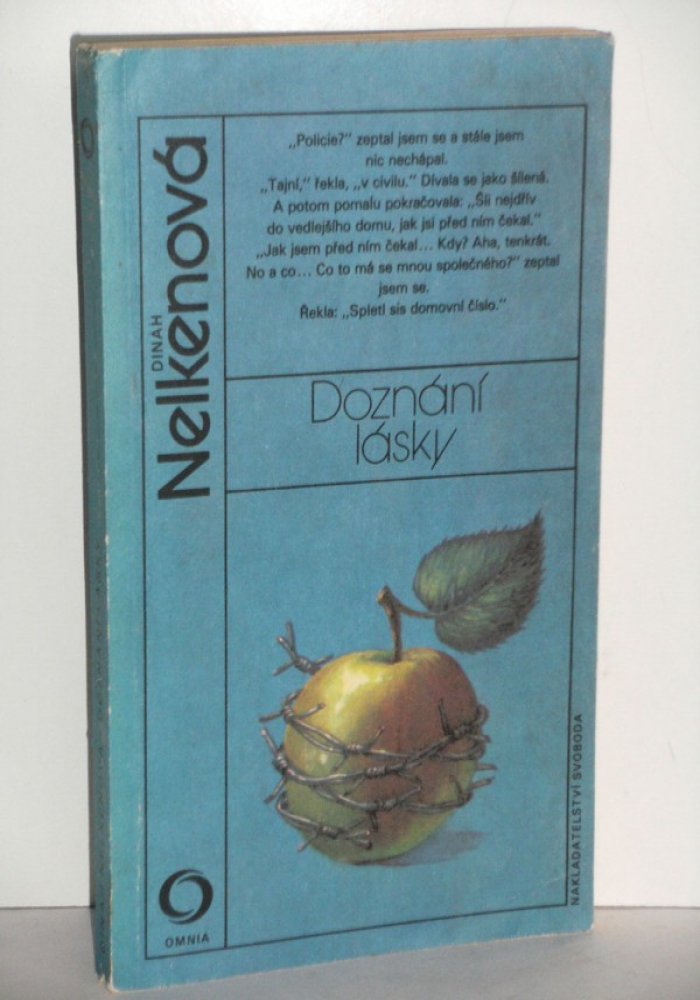 „Policie?" zeptal jsem se a stále jsem
nic nechápal.
„Tajní," řekla, „v civilu." Dívala se jako šílená.
A potom pomalu pokračovala: „Šli nejdřív
do vedlejšího domu, jak jsi před ním čekal."
„Jak jsem před ním čekal... Kdy? Aha, tenkrát.
No a co... Co to má se mnou společného?" zeptal
jsem se.
Řekla: „Spletl sis domovní číslo."
DINAH
Nelkenová
Doznání
lásky
NAKLADATELSTVÍ SVOBODA
OMNIA